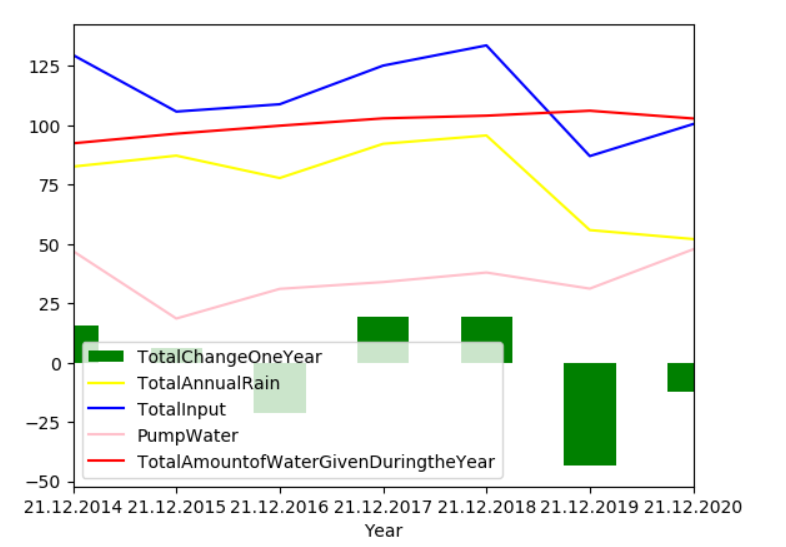 125
100
75
50
25
0
−25
−50
TotalChangeOneYear
TotalAnnualRain
TotalInput
PumpWater
TotalAmountofWaterGivenDuringtheYear
21.12.2014 21.12.2015 21.12.2016 21.12.2017 21.12.2018 21.12.2019 21.12.2020
Year